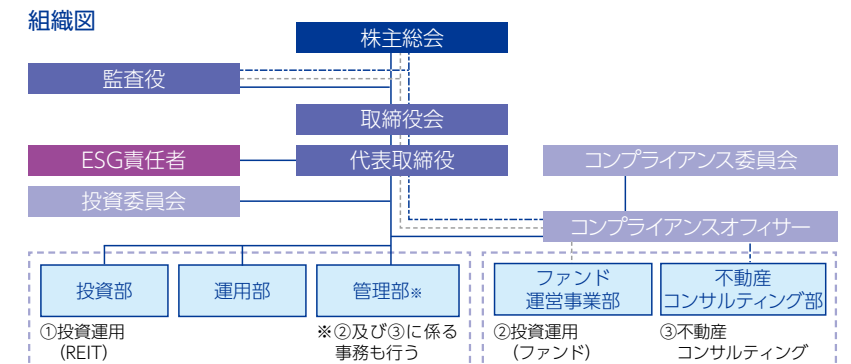 組織図
株主総会
監査役
取締役会
ESG責任者
代表取締役
コンプライアンス委員会
投資委員会
コンプライアンスオフィサー
投資部
運用部
管理部※
ファンド
運営事業部
不動産
コンサルティング部
①投資運用
（REIT）
※②及び③に係る
事務も行う
②投資運用
（ファンド）
③不動産
コンサルティング